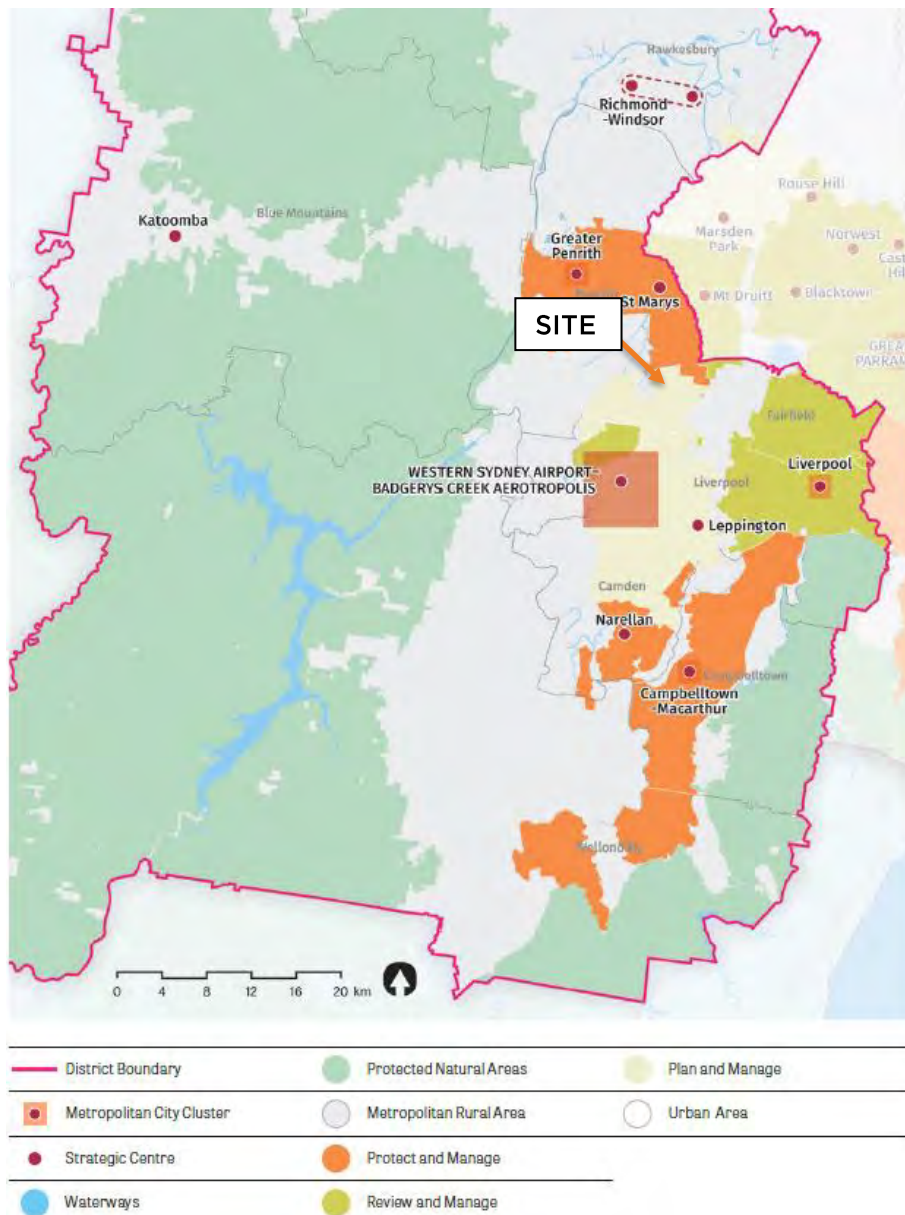 Hawkesbury
Richmond
-Windsor
Rouse Hill
Katoomba
Blue Mountains
Marsden
Park
Norwest
Greater
Penrith
St Marys
Mt Druitt
Blacktown
SITE
Fairfield
WESTERN SYDNEY AIRPORT-
BADGERYS CREEK AEROTROPOLIS
Liverpool
Liverpool
Leppington
Camden
Narellan
Campbelltown
Campbelltown
-Macarthur
0 4 8 12 16 20 km
District Boundary
Protected Natural Areas
Plan and Manage
Metropolitan City Cluster
Metropolitan Rural Area
Urban Area
Strategic Centre
Protect and Manage
Waterways
Review and Manage